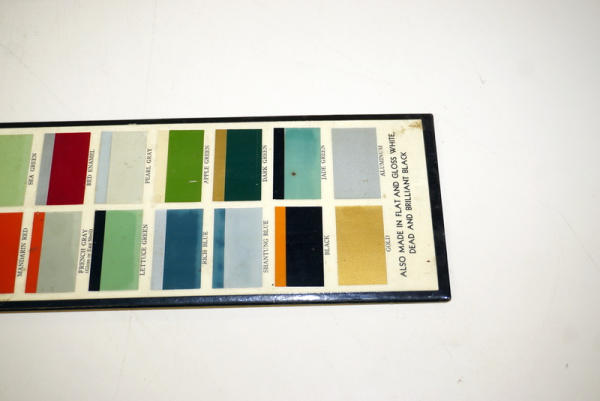 SEA GREEN
RED ENAMEL
PEARL GRAY
APPLE GREEN
DARK GREEN
JADE GREEN
ALUMINUM
MANDARIN RED
FRENCH GRAY
LETTUCE GREEN
RICH BLUE
SHANTUNG BLUE
BLACK
GOLD
ALSO MADE IN FLAT AND GLOSS WHITE,
DEAD AND BRILLIANT BLACK